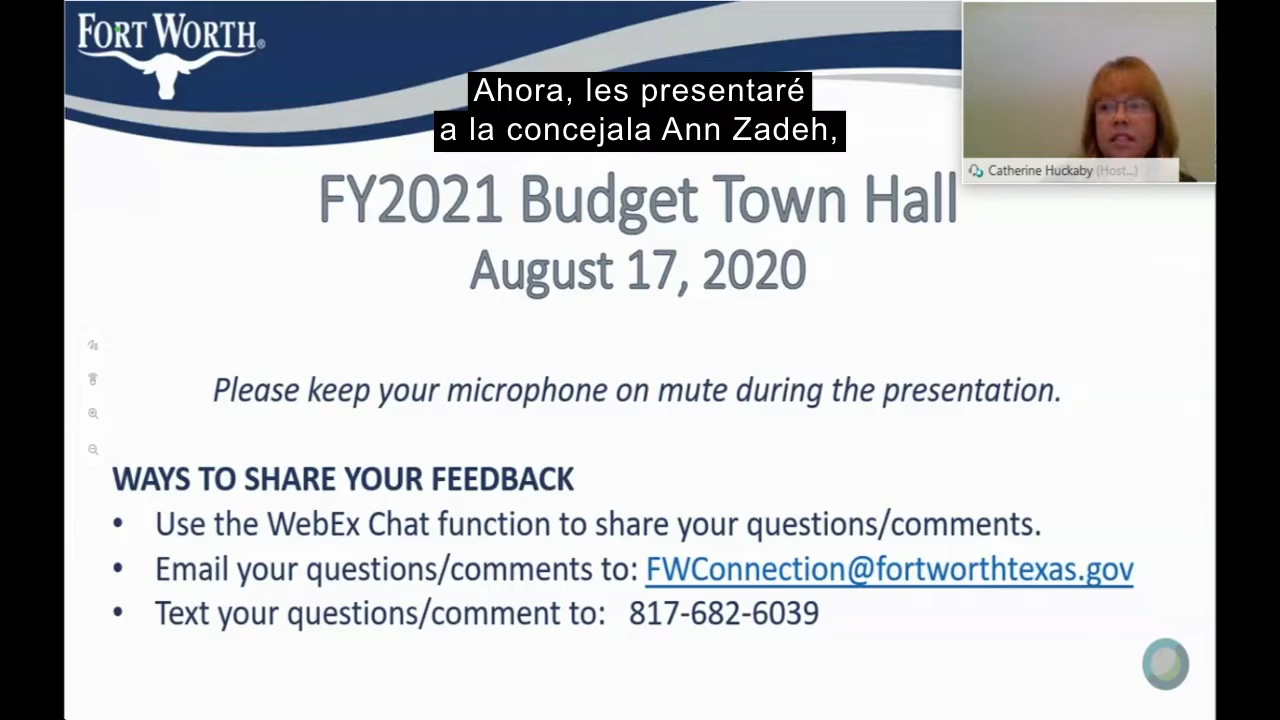 FORT WORTH®
Ahora, les presentaré
a la concejala Ann Zadeh,
Catherine Huckaby (Host...)
FY2021 Budget Town Hall
August 17, 2020
Please keep your microphone on mute during the presentation.
WAYS TO SHARE YOUR FEEDBACK
• Use the WebEx Chat function to share your questions/comments.
• Email your questions/comments to: FWConnection@fortworthtexas.gov
• Text your questions/comment to: 817-682-6039